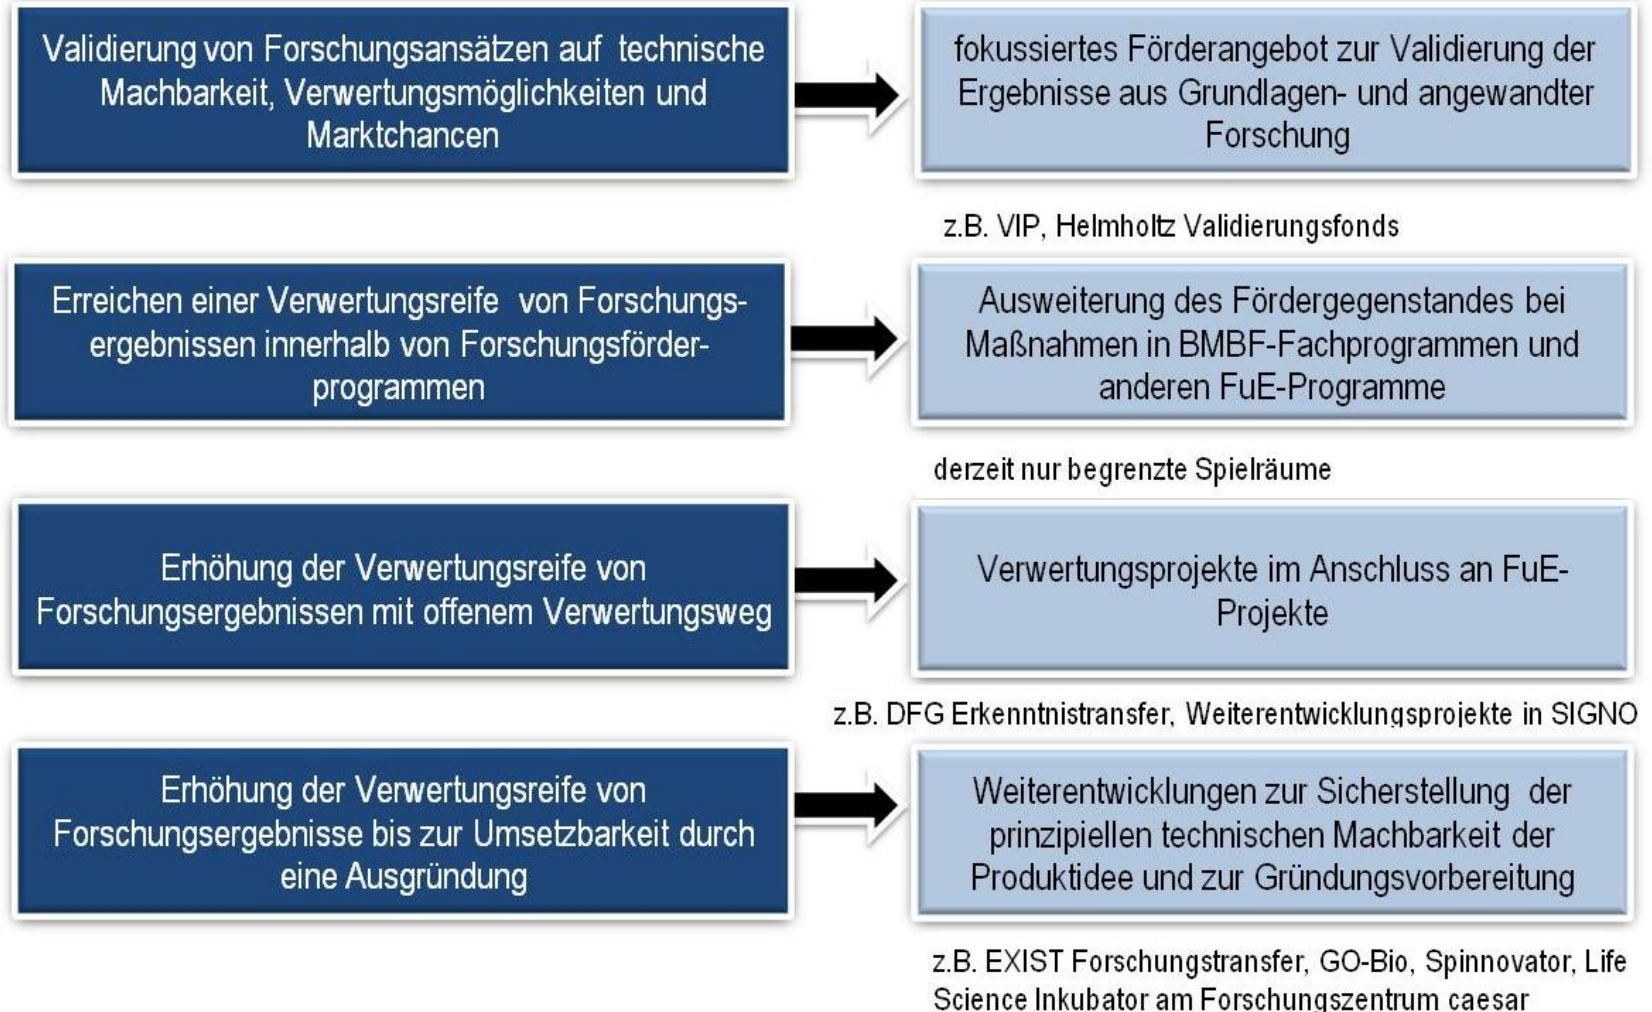 Validierung von Forschungsansätzen auf technische
Machbarkeit, Verwertungsmöglichkeiten und
Marktchancen
fokussiertes Förderangebot zur Validierung der
Ergebnisse aus Grundlagen- und angewandter
Forschung
z.B. VIP, Helmholtz Validierungsfonds
Erreichen einer Verwertungsreife von Forschungs-
ergebnissen innerhalb von Forschungsförder-
programmen
Ausweiterung des Fördergegenstandes bei
Maßnahmen in BMBF-Fachprogrammen und
anderen FuE-Programme
derzeit nur begrenzte Spielräume
Erhöhung der Verwertungsreife von
Forschungsergebnissen mit offenem Verwertungsweg
Verwertungsprojekte im Anschluss an FuE-
Projekte
z.B. DFG Erkenntnistransfer, Weiterentwicklungsprojekte in SIGNO
Erhöhung der Verwertungsreife von
Forschungsergebnisse bis zur Umsetzbarkeit durch
eine Ausgründung
Weiterentwicklungen zur Sicherstellung der
prinzipiellen technischen Machbarkeit der
Produktidee und zur Gründungsvorbereitung
z.B. EXIST Forschungstransfer, GO-Bio, Spinnovator, Life
Science Inkubator am Forschungszentrum caesar